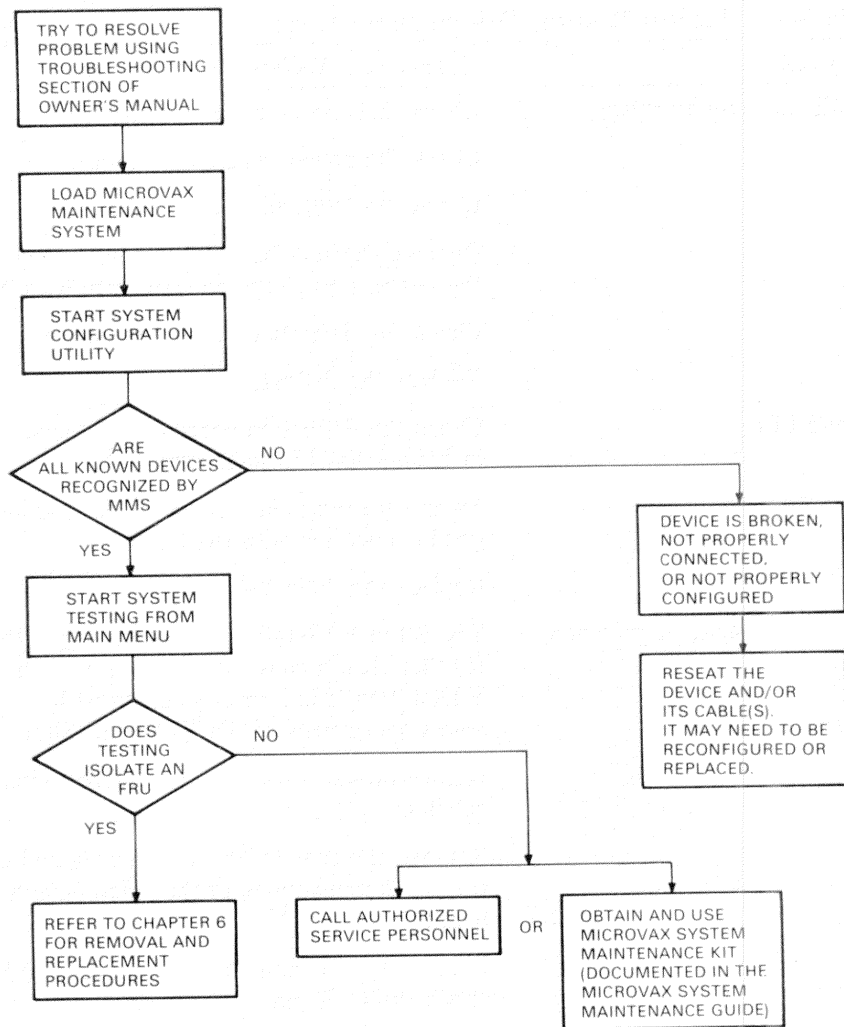 TRY TO RESOLVE
PROBLEM USING
TROUBLESHOOTING
SECTION OF
OWNER'S MANUAL
LOAD MICROVAX
MAINTENANCE
SYSTEM
START SYSTEM
CONFIGURATION
UTILITY
ARE
ALL KNOWN DEVICES
RECOGNIZED BY
MMS
NO
YES
DEVICE IS BROKEN,
NOT PROPERLY
CONNECTED,
OR NOT PROPERLY
CONFIGURED
START SYSTEM
TESTING FROM
MAIN MENU
RESEAT THE
DEVICE AND/OR
ITS CABLE(S).
IT MAY NEED TO BE
RECONFIGURED OR
REPLACED.
DOES
TESTING
ISOLATE AN
FRU
NO
YES
REFER TO CHAPTER 6
FOR REMOVAL AND
REPLACEMENT
PROCEDURES
CALL AUTHORIZED
SERVICE PERSONNEL
OR
OBTAIN AND USE
MICROVAX SYSTEM
MAINTENANCE KIT
(DOCUMENTED IN THE
MICROVAX SYSTEM
MAINTENANCE GUIDE)